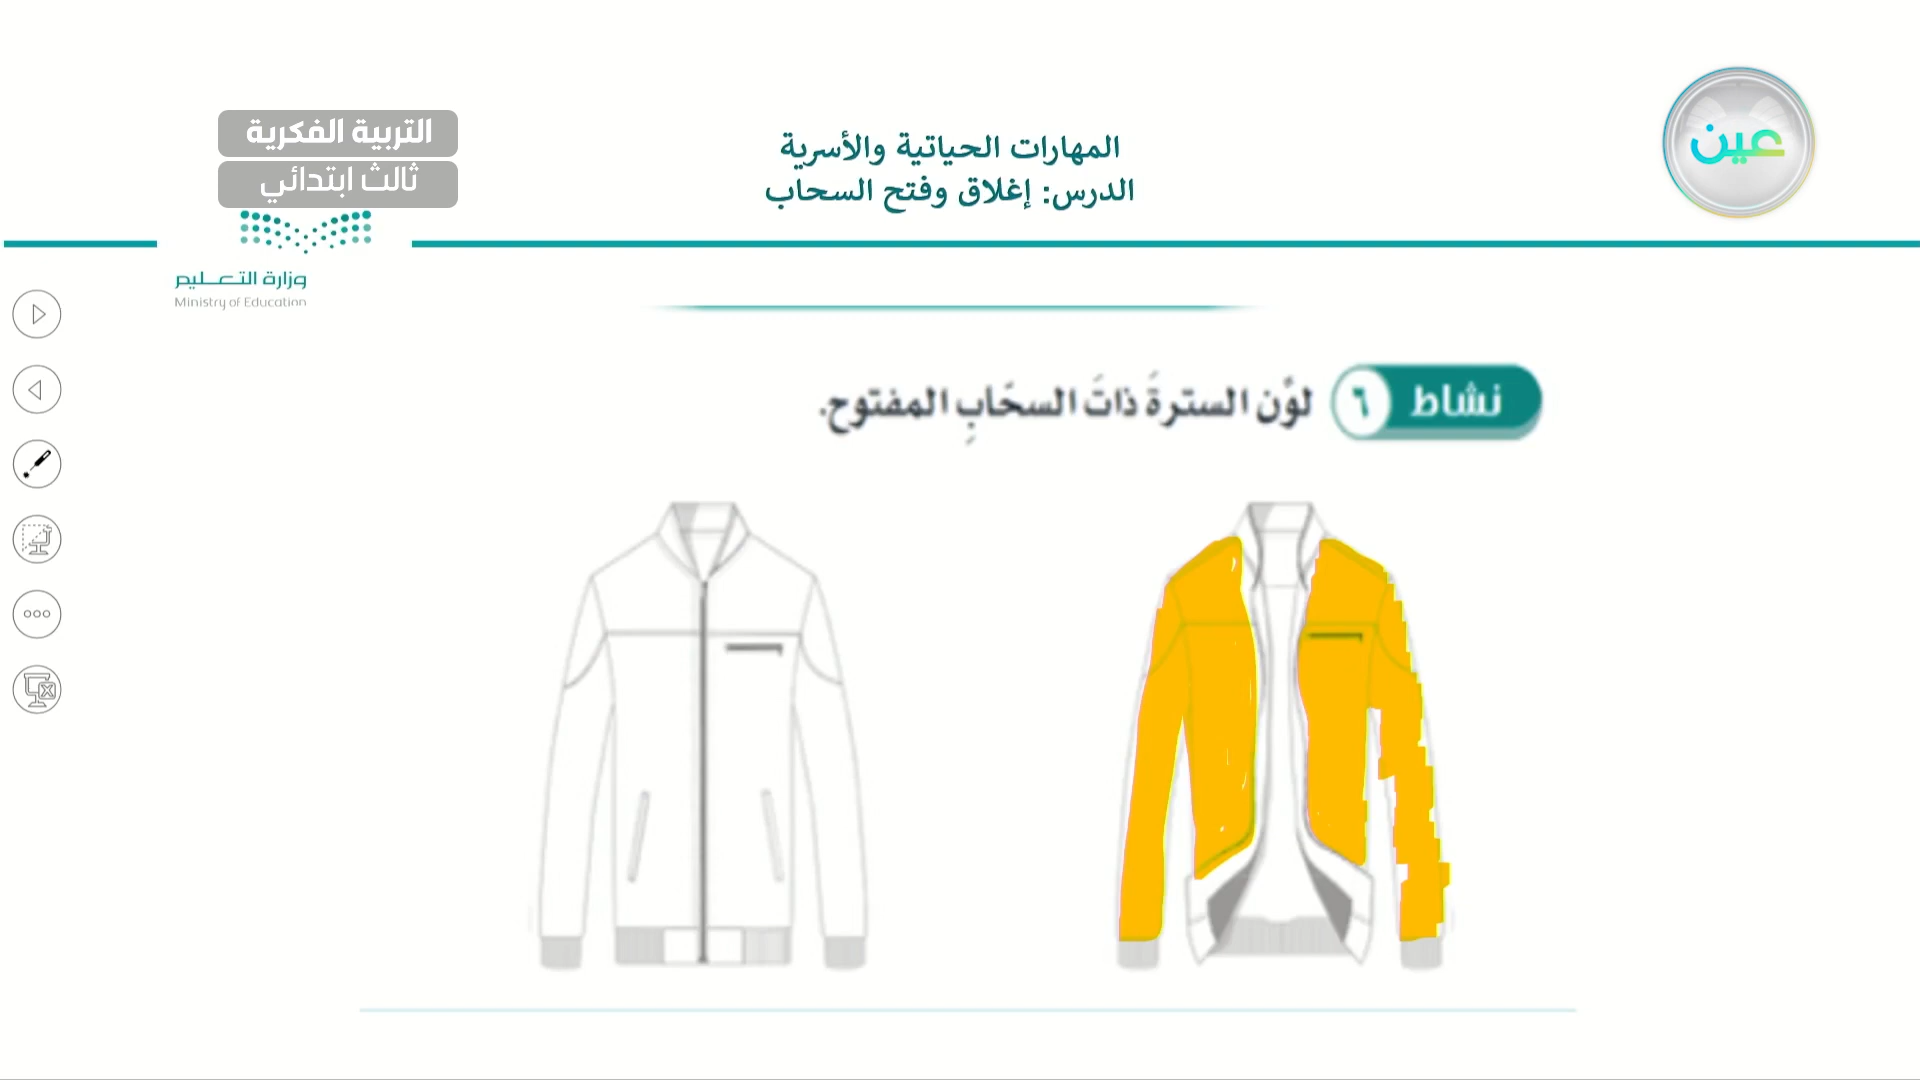 التربية الفكرية
ثالث ابتدائي
المهارات الحياتية والأسرية
الدرس: إغلاق وفتح السحاب
عين
وزارة التعـــليم
Ministry of Education
نشاط ٦ لوِّن السترةَ ذاتَ السحّابِ المفتوح.